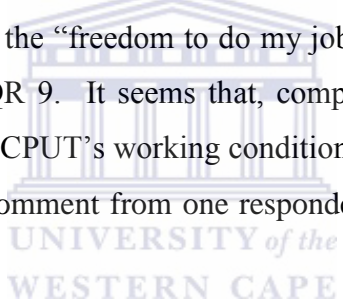 the “freedom to do my job
QR 9. It seems that, comp
CPUT’s working condition
omment from one responde
UNIVERSITY of the
WESTERN CAPE